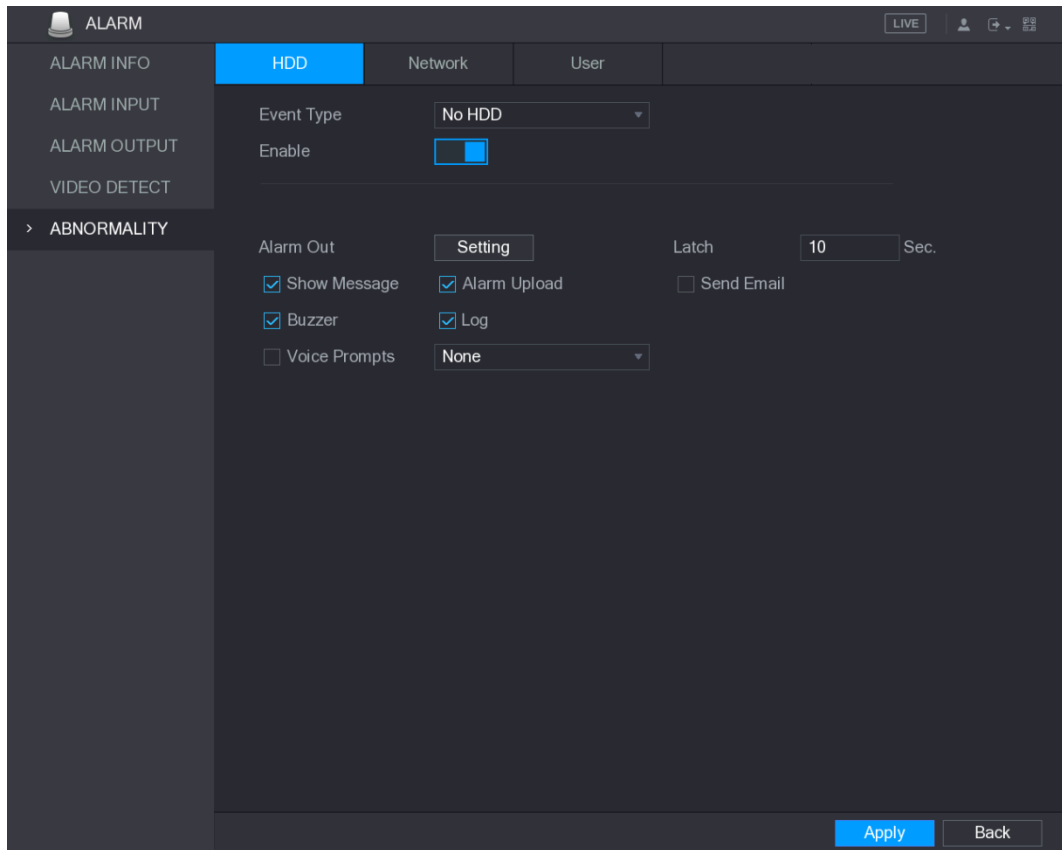 ALARM
LIVE
ALARM INFO
ALARM INPUT
ALARM OUTPUT
VIDEO DETECT
> ABNORMALITY
HDD Network User
Event Type No HDD
Enable
Alarm Out Setting Latch 10 Sec.
Show Message Alarm Upload Send Email
Buzzer Log
Voice Prompts None
Apply Back